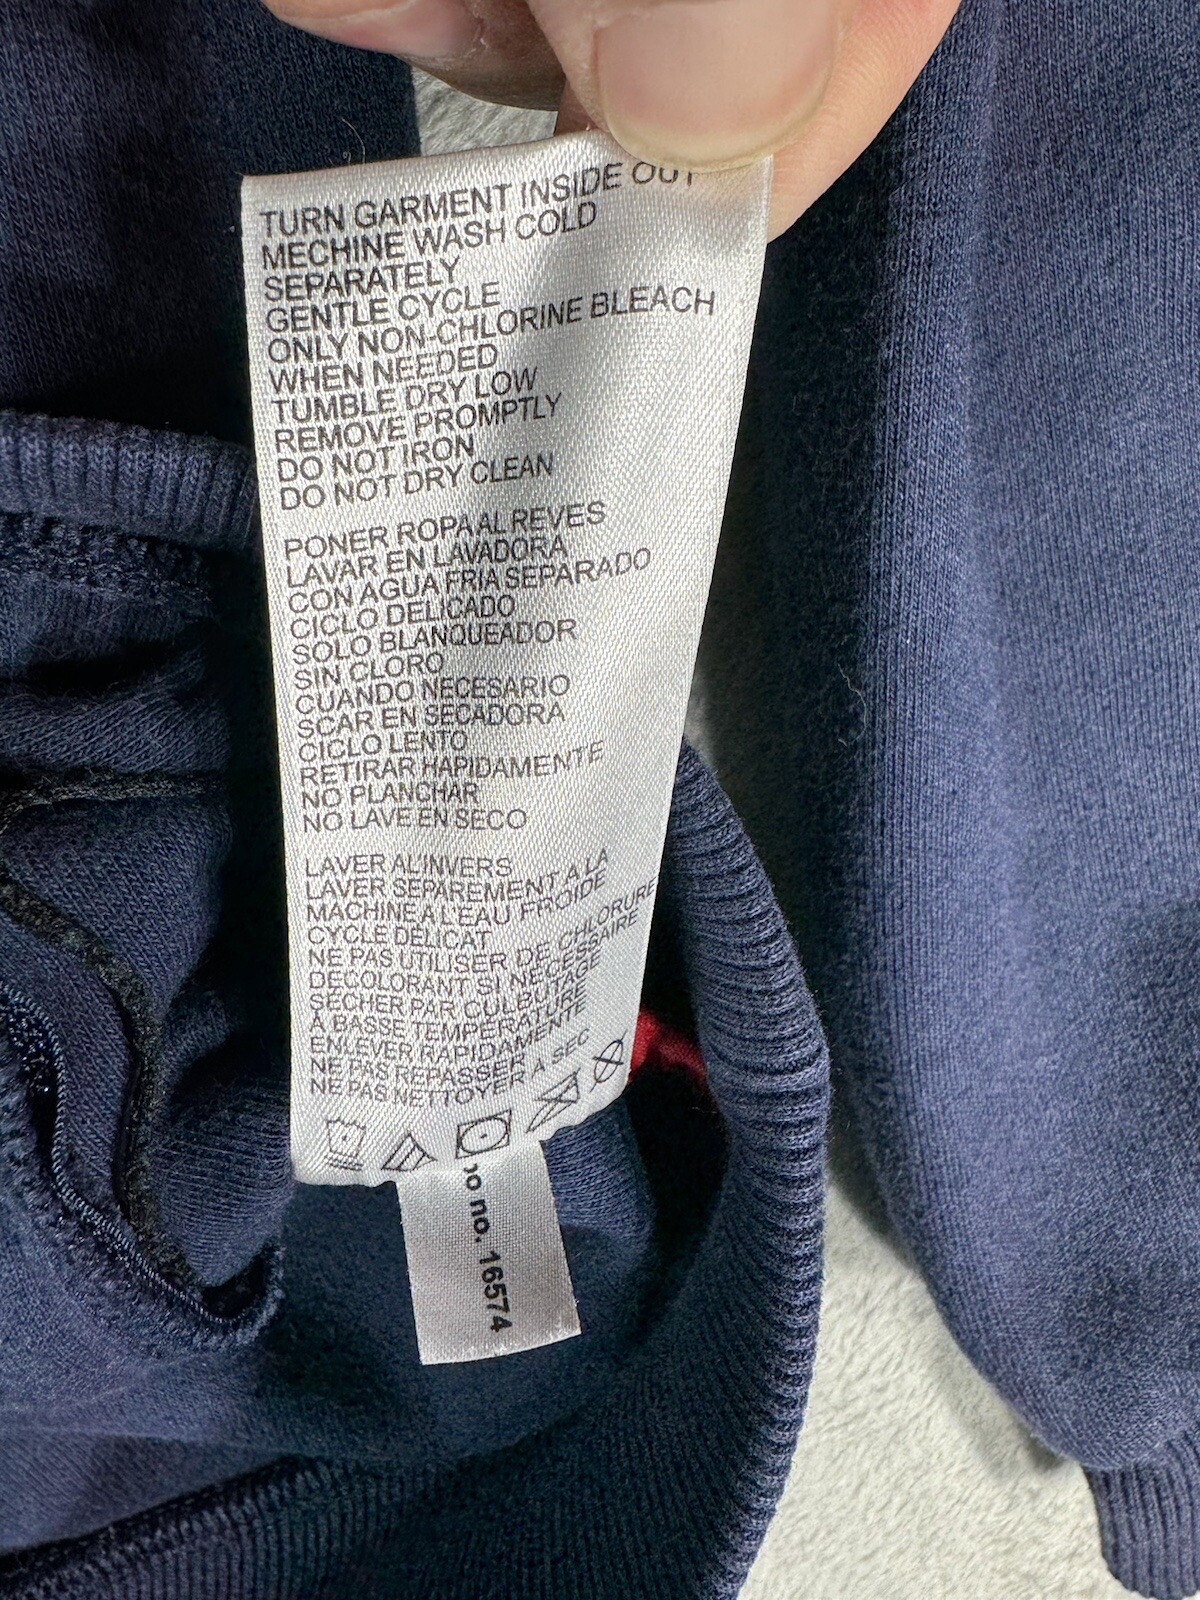 TURN GARMENT INSIDE OUT
MECHINE WASH COLD
SEPARATELY
GENTLE CYCLE
ONLY NON-CHLORINE BLEACH
WHEN NEEDED
TUMBLE DRY LOW
REMOVE PROMPTLY
DO NOT IRON
DO NOT DRY CLEAN
PONER ROPA AL REVES
LAVAR EN LAVADORA
CON AGUA FRIA SEPARADO
CICLO DELICADO
SOLO BLANQUEADOR
SIN CLORO
CUANDO NECESARIO
SCAR EN SECADORA
CICLO LENTO
RETIRAR HAPIDAMENTE
NO PLANCHAR
NO LAVE EN SECO
LAVER AL'INVERS
LAVER SEPAREMENT A LA
MACHINE A L'EAU FROIDE
CYCLE DELICAT
NE PAS UTILISER DE CHLORURE
DECOLORANT SI NECESSAIRE
SECHER PAR CULBUTAGE
A BASSE TEMPERATURE
ENLEVER RAPIDAMENTE
NE PAS REPASSER
NE PAS NETTOYER À SEC
no. 16574